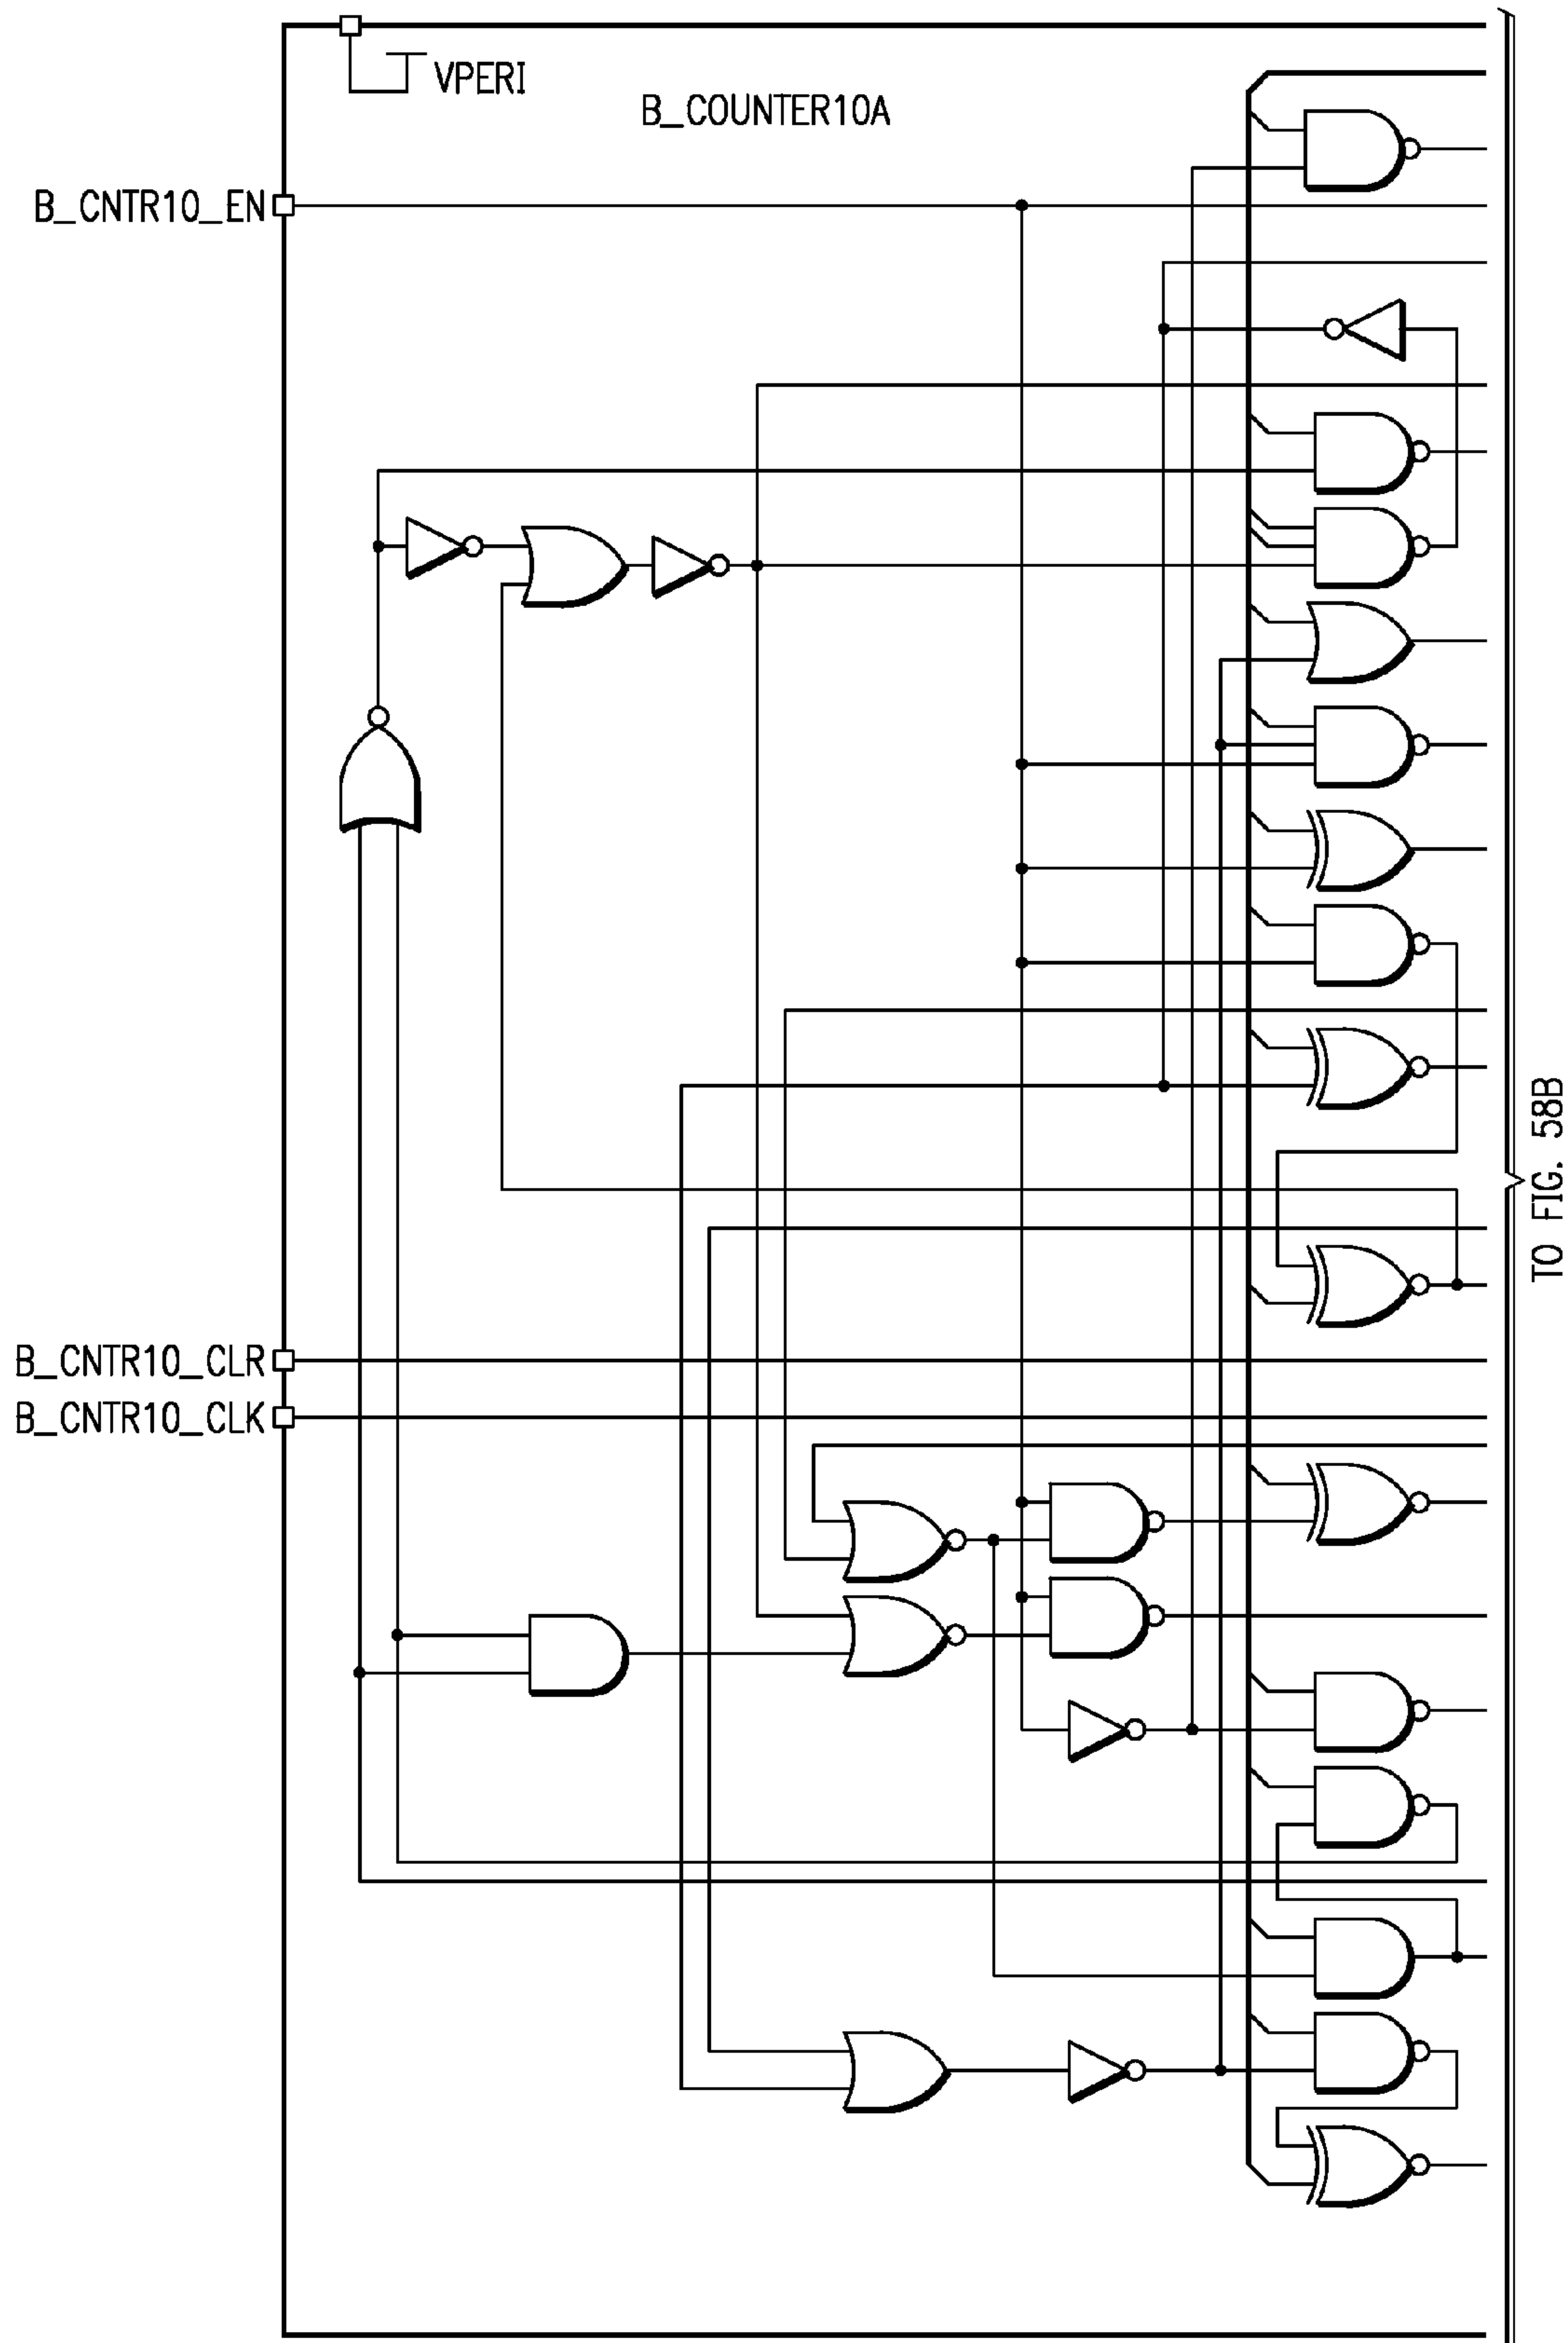 VPERI
B_COUNTER10A
B_CNTR10_EN
TO FIG. 58B
B_CNTR10_CLR
B_CNTR10_CLK